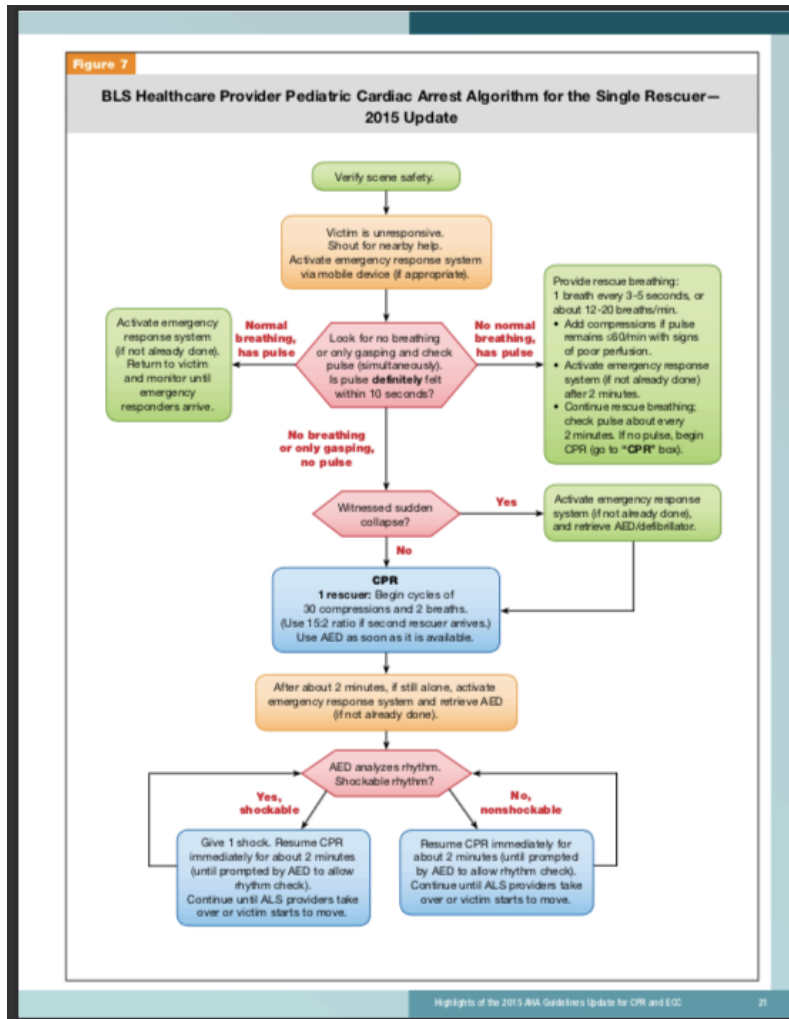 Figure 7
BLS Healthcare Provider Pediatric Cardiac Arrest Algorithm for the Single Rescuer—
2015 Update
Verify scene safety.
Victim is unresponsive.
Shout for nearby help.
Activate emergency response system
via mobile device (if appropriate).
Activate emergency
response system
(if not already done).
Return to victim
and monitor until
emergency
responders arrive.
Normal
breathing,
has pulse
Look for no breathing
or only gasping and check
pulse (simultaneously).
Is pulse definitely felt
within 10 seconds?
No normal
breathing,
has pulse
Provide rescue breathing:
1 breath every 3-5 seconds, or
about 12-20 breaths/min.
• Add compressions if pulse
remains ≤60/min with signs
of poor perfusion.
• Activate emergency response
system (if not already done)
after 2 minutes.
• Continue rescue breathing;
check pulse about every
2 minutes. If no pulse, begin
CPR (go to “CPR” box).
No breathing
or only gasping,
no pulse
Witnessed sudden
collapse?
Yes
Activate emergency response
system (if not already done),
and retrieve AED/defibrillator.
No
CPR
1 rescuer: Begin cycles of
30 compressions and 2 breaths.
(Use 15:2 ratio if second rescuer arrives.)
Use AED as soon as it is available.
After about 2 minutes, if still alone, activate
emergency response system and retrieve AED
(if not already done).
AED analyzes rhythm.
Shockable rhythm?
Yes,
shockable
No,
nonshockable
Give 1 shock. Resume CPR
immediately for about 2 minutes
(until prompted by AED to allow
rhythm check).
Continue until ALS providers take
over or victim starts to move.
Resume CPR immediately for
about 2 minutes (until prompted
by AED to allow rhythm check).
Continue until ALS providers take
over or victim starts to move.
Highlights of the 2015 AHA Guidelines Update for CPR and ECC 21